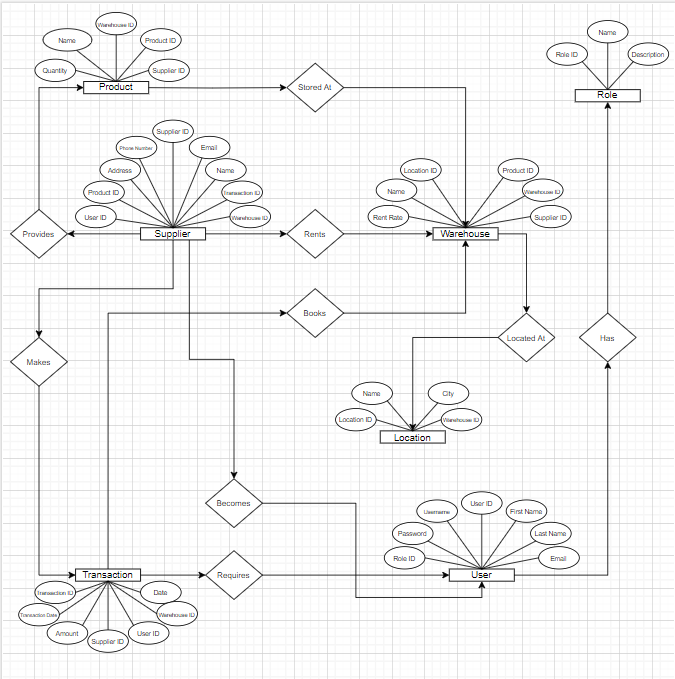 Warehouse ID
Name
Product ID
Quantity
Supplier ID
Product
Stored At
Name
Role ID
Description
Role
Supplier ID
Phone Number
Email
Address
Name
Product ID
Transaction ID
User ID
Warehouse ID
Supplier
Provides
Rents
Location ID
Product ID
Name
Warehouse ID
Rent Rate
Supplier ID
Warehouse
Books
Located At
Has
Makes
Name
City
Location ID
Warehouse ID
Location
Becomes
User ID
Username
First Name
Password
Last Name
Role ID
Email
User
Transaction
Requires
Transaction ID
Date
Transaction Date
Warehouse ID
Amount
User ID
Supplier ID